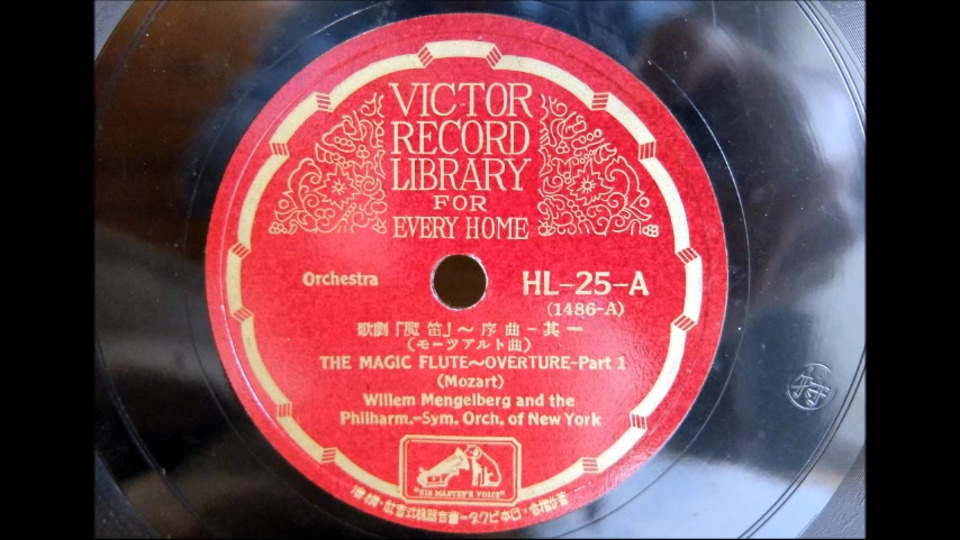 VICTOR
RECORD
LIBRARY
FOR
EVERY HOME
Orchestra
HL-25-A
(1486-A)
歌劇「魔笛」～序曲-其一
(モーツアルト曲)
THE MAGIC FLUTE～OVERTURE-Part 1
(Mozart)
Willem Mengelberg and the
Philharm.-Sym. Orch. of New York
"HIS MASTER'S VOICE"